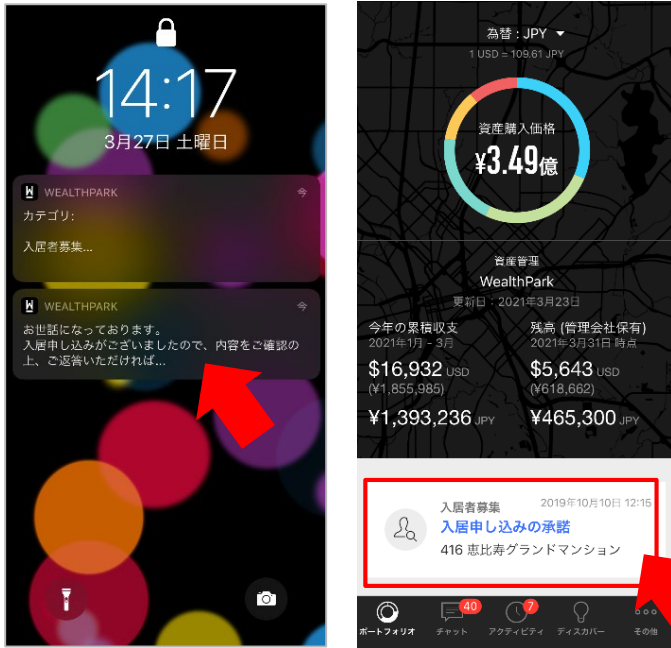 14:17
3月27日 土曜日
WEALTHPARK
今
カテゴリ:
入居者募集...
WEALTHPARK
今
お世話になっております。
入居申し込みがございましたので、内容をご確認の
上、ご返答いただければ...
為替 : JPY
1 USD = 109.61 JPY
資産購入価格
¥3.49億
資産管理
WealthPark
更新日 : 2021年3月23日
今年の累積収支
2021年1月 - 3月
$16,932 USD
(¥1,855,985)
¥1,393,236 JPY
残高 (管理会社保有)
2021年3月31日 時点
$5,643 USD
(¥618,662)
¥465,300 JPY
入居者募集
2019年10月10日 12:15
入居申し込みの承諾
416 恵比寿グランドマンション
40
7
ポートフォリオ
チャット
アクティビティ
ディスカバー
その他